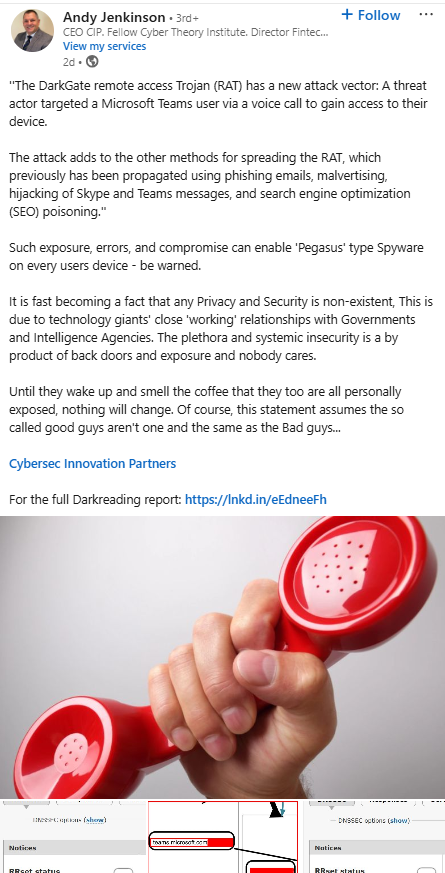 Andy Jenkinson • 3rd+
+ Follow
...
CEO CIP. Fellow Cyber Theory Institute. Director Fintec...
View my services
2d •
"The DarkGate remote access Trojan (RAT) has a new attack vector: A threat
actor targeted a Microsoft Teams user via a voice call to gain access to their
device.
The attack adds to the other methods for spreading the RAT, which
previously has been propagated using phishing emails, malvertising,
hijacking of Skype and Teams messages, and search engine optimization
(SEO) poisoning."
Such exposure, errors, and compromise can enable 'Pegasus' type Spyware
on every users device - be warned.
It is fast becoming a fact that any Privacy and Security is non-existent, This is
due to technology giants' close 'working' relationships with Governments
and Intelligence Agencies. The plethora and systemic insecurity is a by
product of back doors and exposure and nobody cares.
Until they wake up and smell the coffee that they too are all personally
exposed, nothing will change. Of course, this statement assumes the so
called good guys aren't one and the same as the Bad guys...
Cybersec Innovation Partners
For the full Darkreading report: https://lnkd.in/eEdneeFh
DNSSEC options (show)
Notices
RRset status
teams.microsoft.com
DNSSEC options (show)
Notices
RRset status